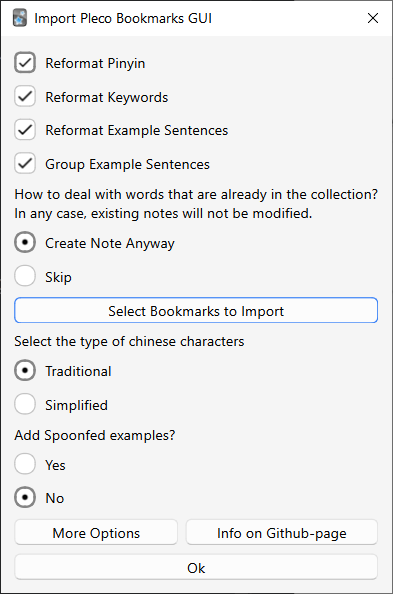 Import Pleco Bookmarks GUI
Reformat Pinyin
Reformat Keywords
Reformat Example Sentences
Group Example Sentences
How to deal with words that are already in the collection?
In any case, existing notes will not be modified.
Create Note Anyway
Skip
Select Bookmarks to Import
Select the type of chinese characters
Traditional
Simplified
Add Spoonfed examples?
Yes
No
More Options
Info on Github-page
Ok